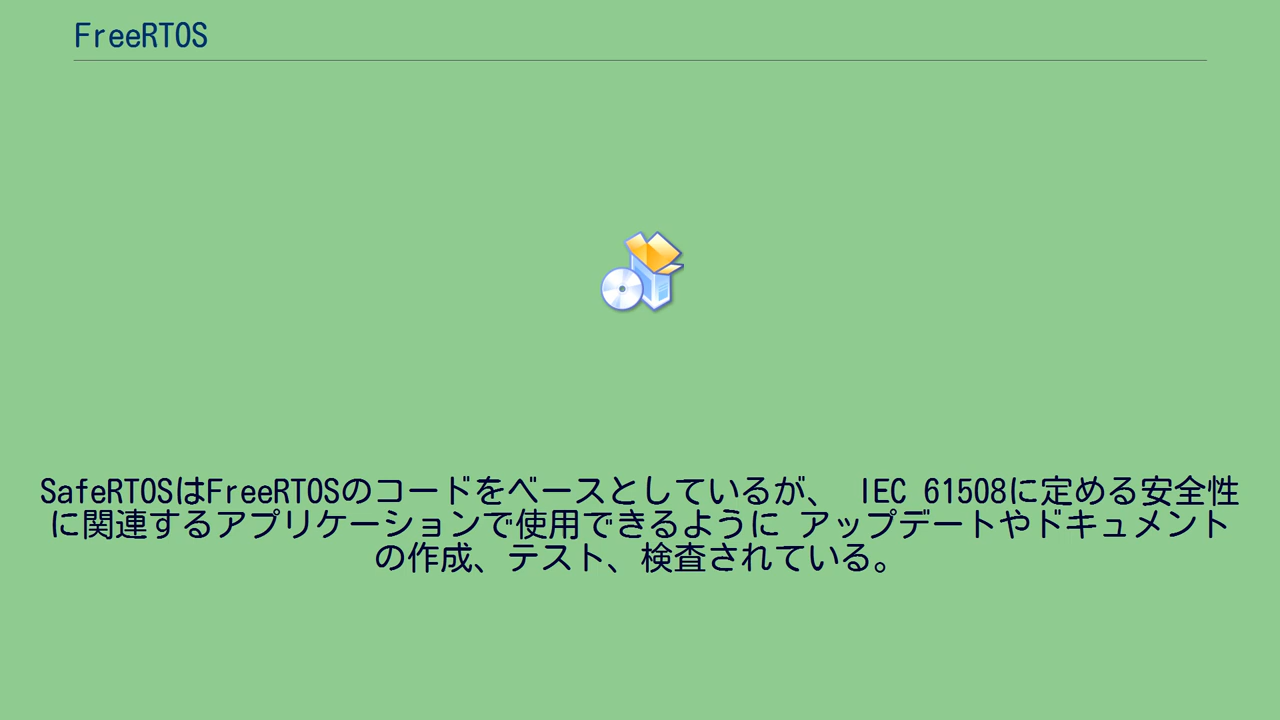 FreeRTOS
SafeRTOSはFreeRTOSのコードをベースとしているが、 IEC 61508に定める安全性
に関連するアプリケーションで使用できるように アップデートやドキュメント
の作成、テスト、検査されている。